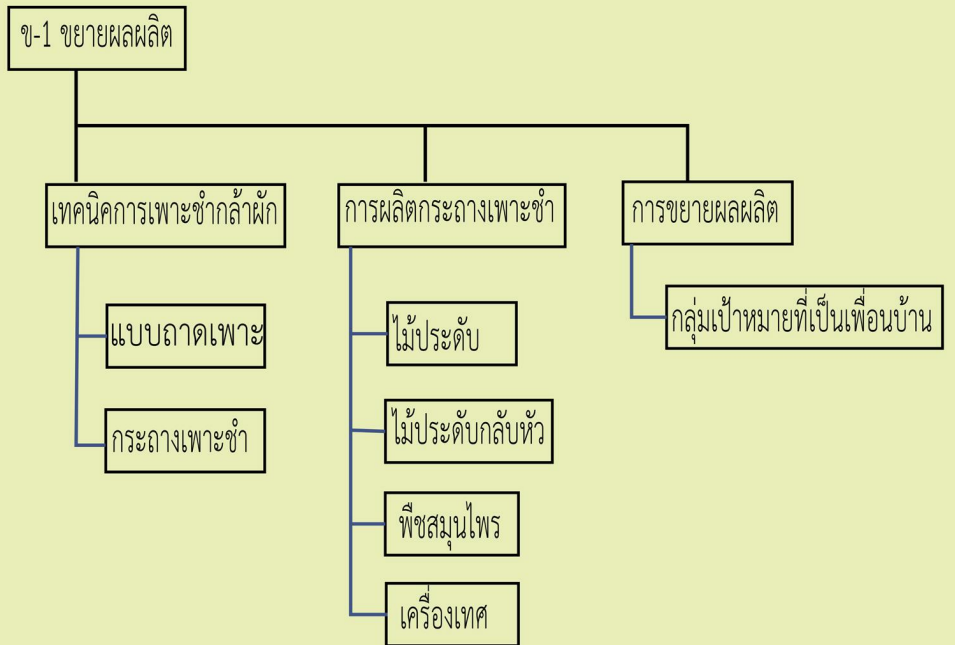 ข-1 ขยายผลผลิต
เทคนิคการเพาะชำกล้าผัก
แบบถาดเพาะ
กระถางเพาะชำ
การผลิตกระถางเพาะชำ
ไม้ประดับ
ไม้ประดับกลับหัว
พืชสมุนไพร
เครื่องเทศ
การขยายผลผลิต
กลุ่มเป้าหมายที่เป็นเพื่อนบ้าน